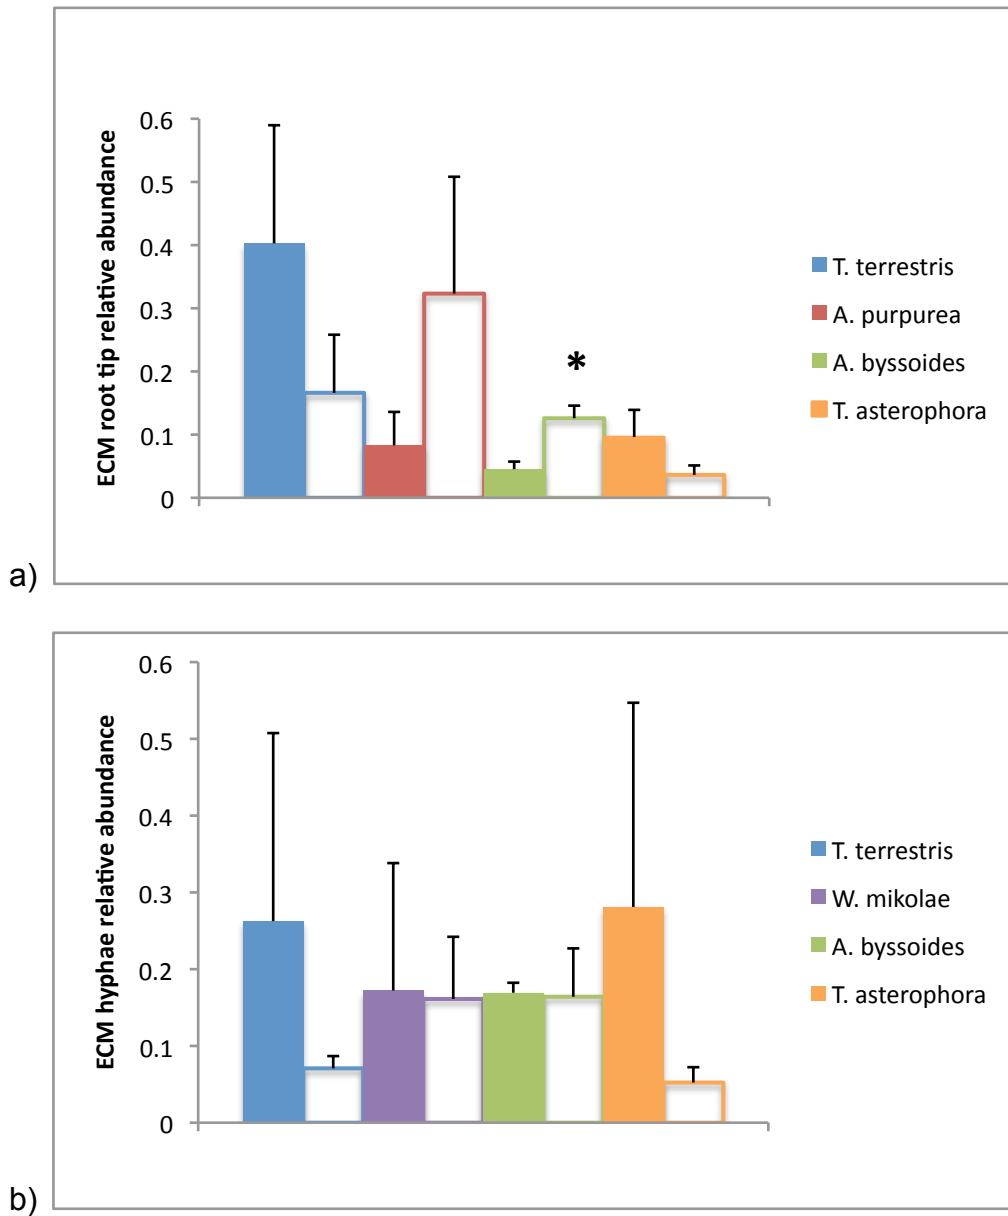 ECM root tip relative abundance
0.6
0.5
0.4
0.3
0.2
0.1
0
*
T. terrestris
A. purpurea
A. byssoides
T. asterophora
a)
ECM hyphae relative abundance
0.6
0.5
0.4
0.3
0.2
0.1
0
T. terrestris
W. mikolae
A. byssoides
T. asterophora
b)